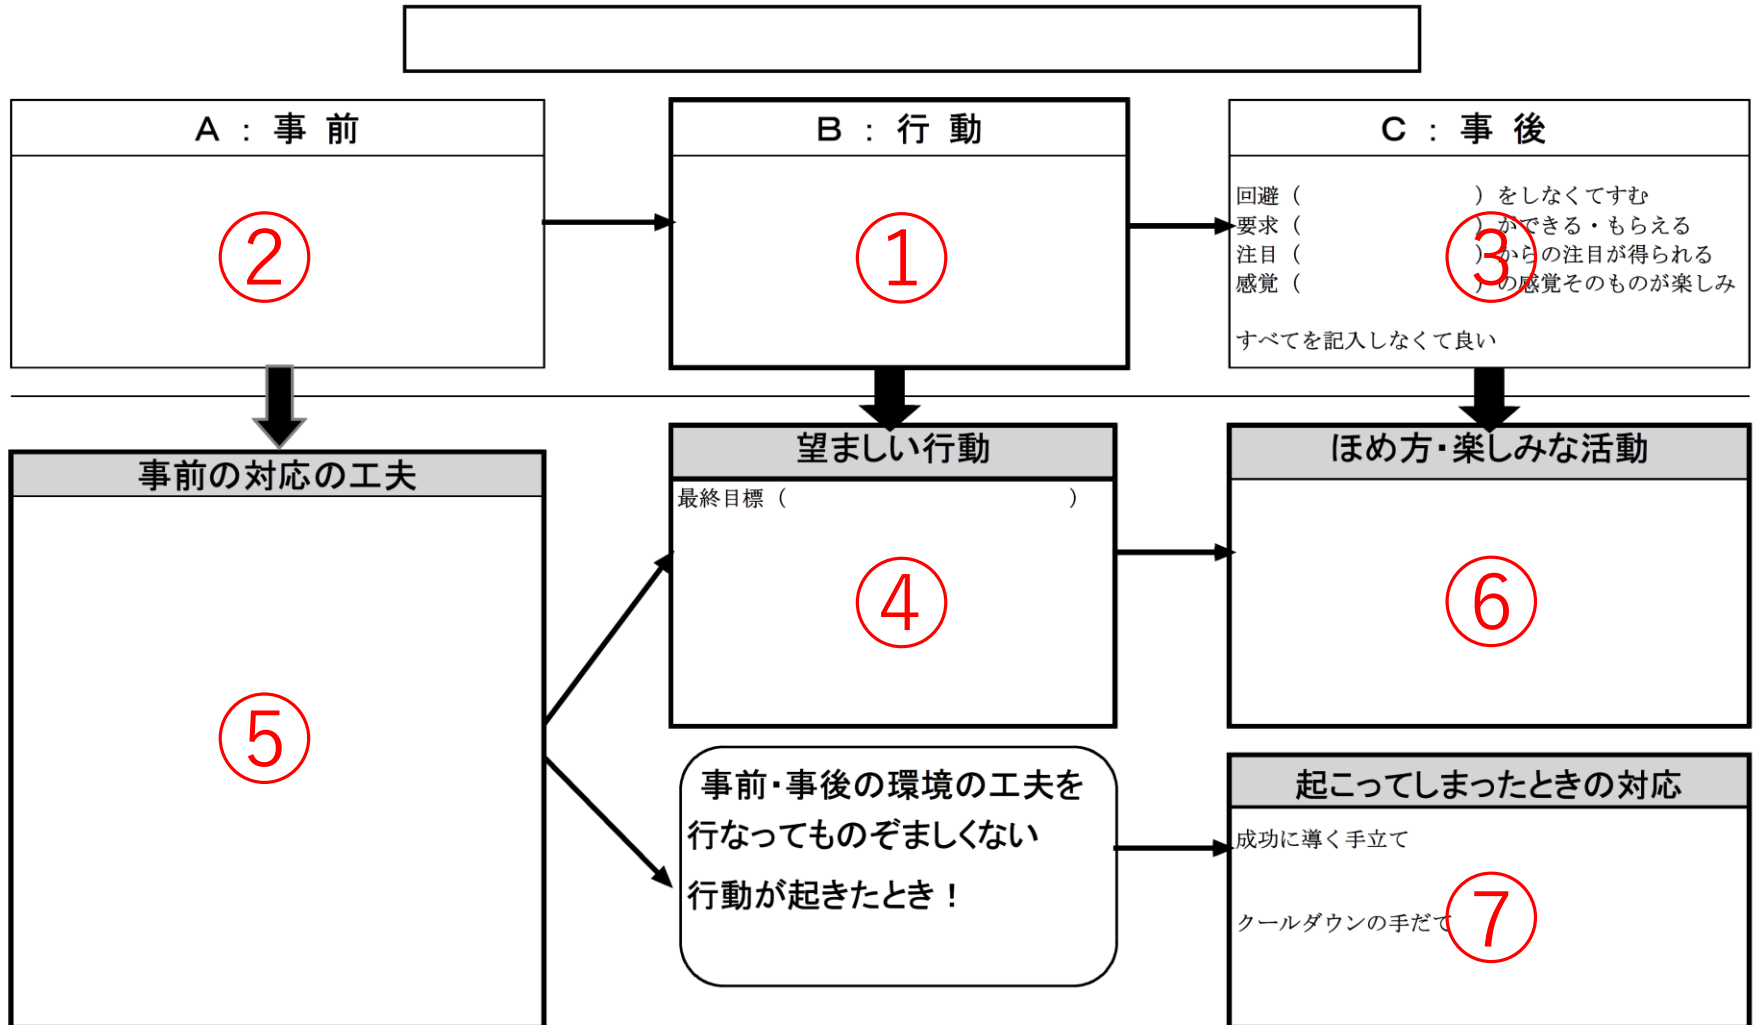 A : 事 前
②
B : 行 動
①
C : 事 後
回避（　　　　　　　　）をしなくてすむ
要求（　　　　　　　　）ができる・もらえる
注目（　　　　　　　　）からの注目が得られる
感覚（　　　　　　　　）の感覚そのものが楽しみ
③
すべてを記入しなくて良い
事前の対応の工夫
⑤
望ましい行動
最終目標（　　　　　　　　　　　　　）
④
ほめ方・楽しみな活動
⑥
事前・事後の環境の工夫を
行なってものぞましくない
行動が起きたとき！
起こってしまったときの対応
成功に導く手立て
クールダウンの手だて
⑦